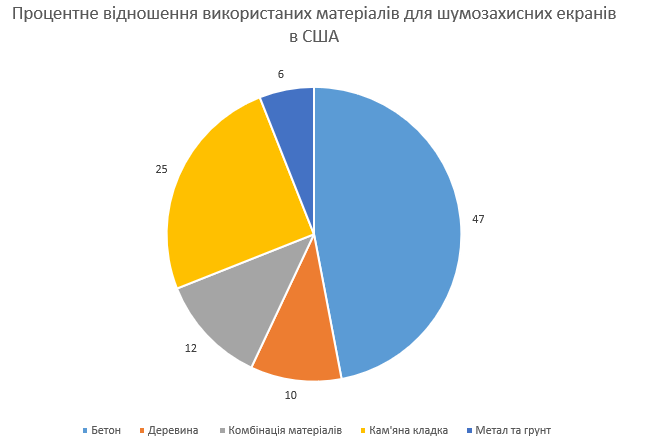 Процентне відношення використаних матеріалів для шумозахисних екранів
в США
6
25
47
12
10
Бетон
Деревина
Комбінація матеріалів
Кам'яна кладка
Метал та грунт